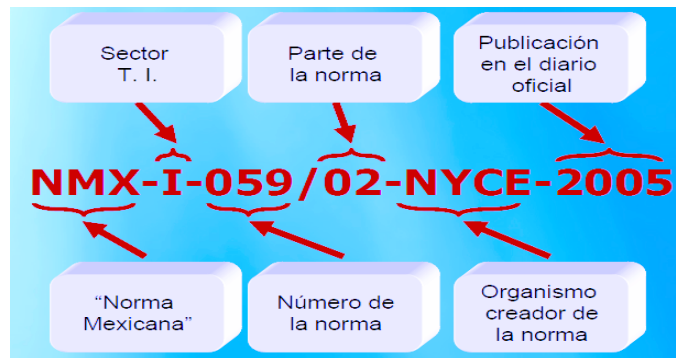 Sector
T. I.
Parte de
la norma
Publicación
en el diario
oficial
NMX-I-059/02-NYCE-2005
“Norma
Mexicana”
Número de
la norma
Organismo
creador de
la norma